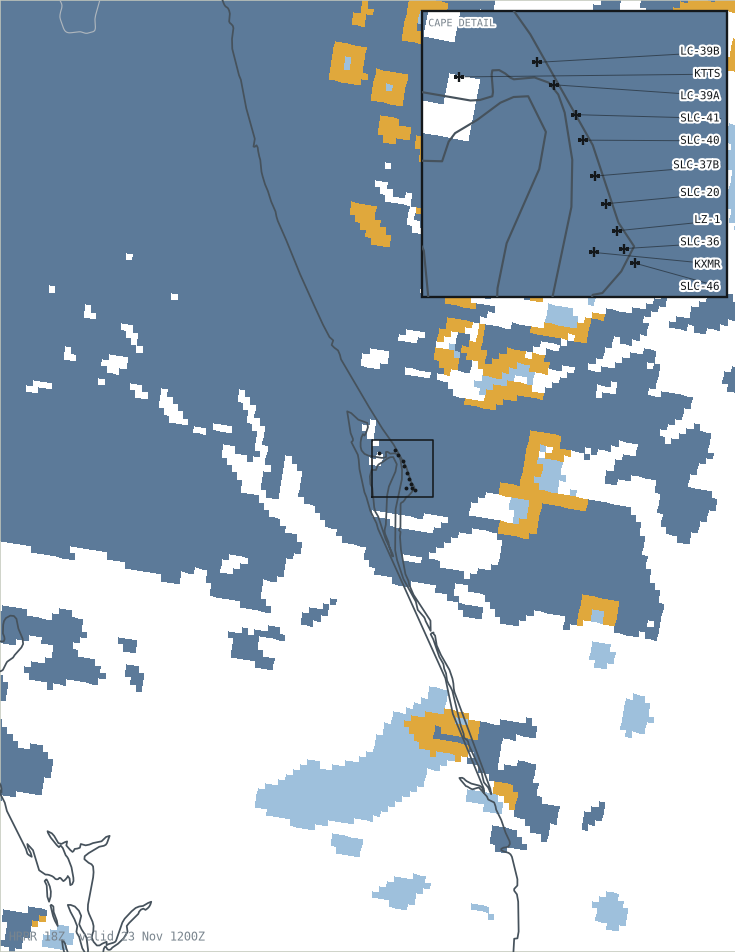 CAPE DETAIL
LC-39B
KTTS
LC-39A
SLC-41
SLC-40
SLC-37B
SLC-20
LZ-1
SLC-36
KXMR
SLC-46
18Z valid 23 Nov 1200Z